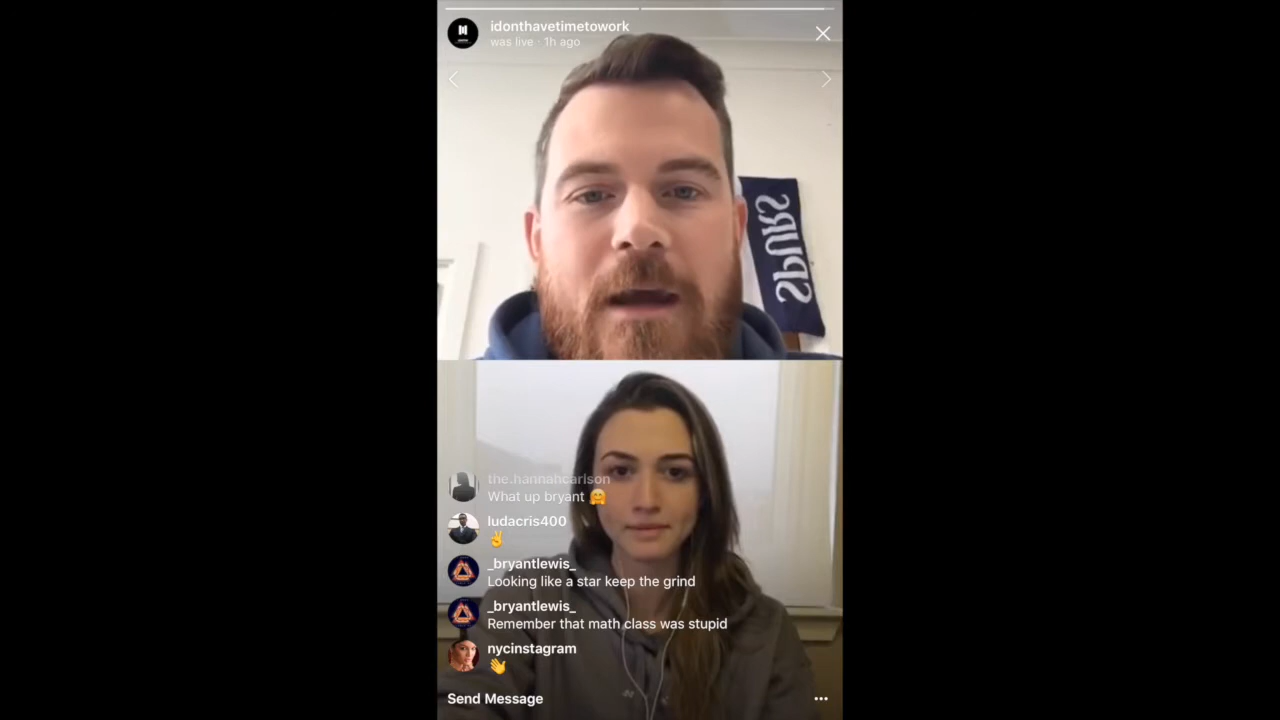 idonthavetimetowork
was live · 1h ago
SPURS
the.hannahcarlson
What up bryant 🤗
ludacris400
✌️
_bryantlewis_
Looking like a star keep the grind
_bryantlewis_
Remember that math class was stupid
nycinstagram
👋
Send Message